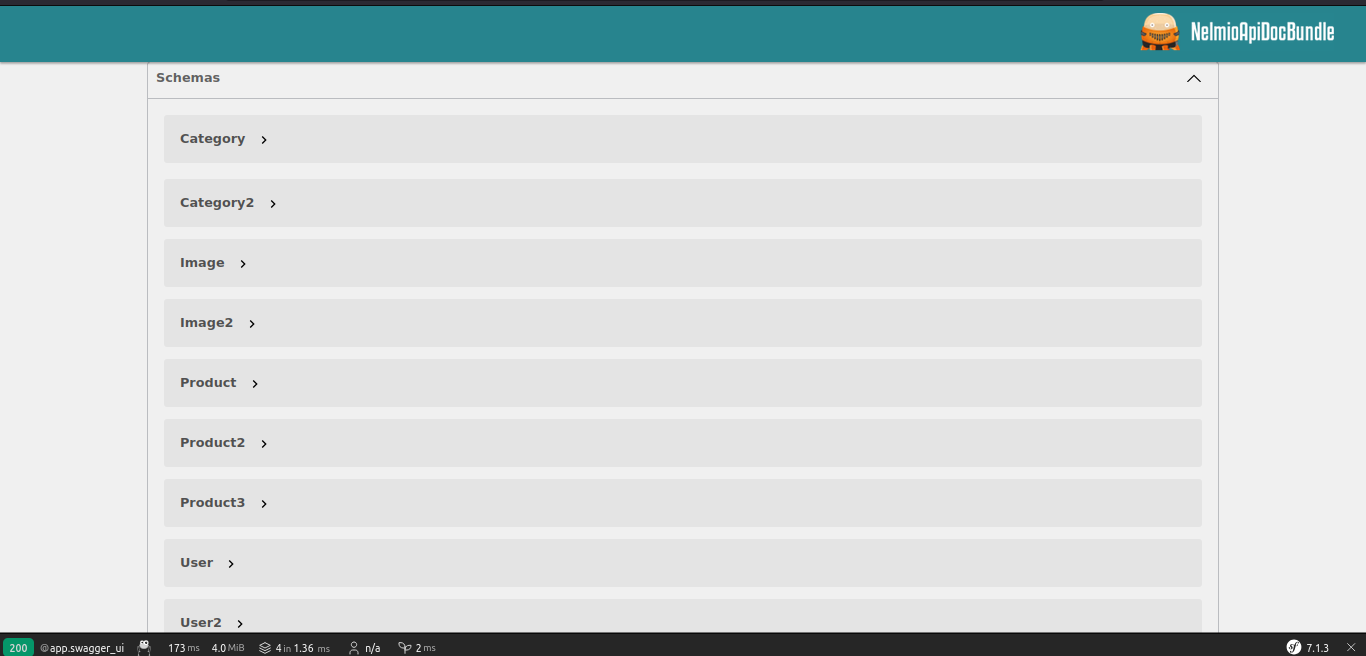 NelmioApiDocBundle
Schemas
Category
Category2
Image
Image2
Product
Product2
Product3
User
User2
200 @app.swagger_ui 173 ms 4.0 MiB 4 in 1.36 ms n/a 2 ms sf 7.1.3